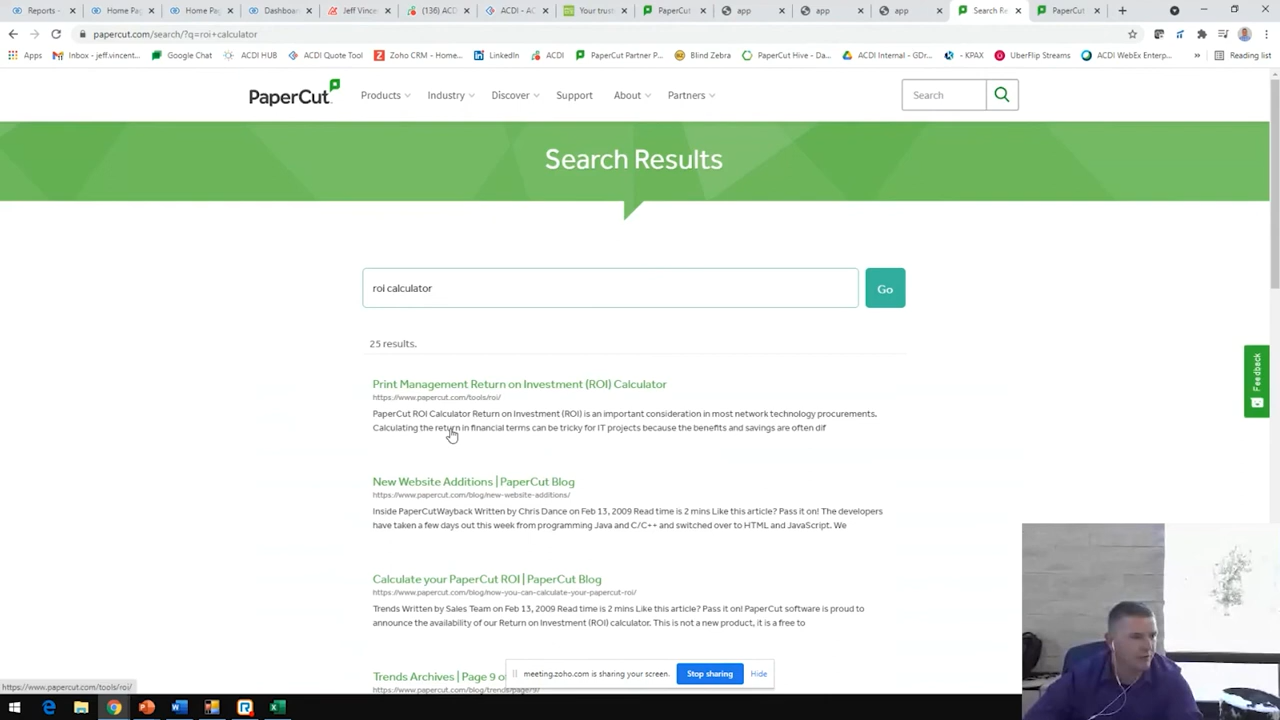 Reports -
Home Pag
Home Pag
Dashboar
Jeff Vince
(136) ACD
ACDI - AC
Your trust
PaperCut
app
app
app
Search Re
PaperCut
papercut.com/search/?q=roi+calculator
Apps
Inbox - jeff.vincent...
Google Chat
ACDI HUB
ACDI Quote Tool
Zoho CRM - Home...
LinkedIn
ACDI
PaperCut Partner P...
Blind Zebra
PaperCut Hive - Da...
ACDI Internal - GDr...
- KPAX
UberFlip Streams
ACDI WebEx Enterp...
»
Reading list
PaperCut
Products
Industry
Discover
Support
About
Partners
Search
Search Results
roi calculator
Go
25 results.
Print Management Return on Investment (ROI) Calculator
https://www.papercut.com/tools/roi/
PaperCut ROI Calculator Return on Investment (ROI) is an important consideration in most network technology procurements.
Calculating the return in financial terms can be tricky for IT projects because the benefits and savings are often dif
Feedback
New Website Additions | PaperCut Blog
https://www.papercut.com/blog/new-website-additions/
Inside PaperCutWayback Written by Chris Dance on Feb 13, 2009 Read time is 2 mins Like this article? Pass it on! The developers
have taken a few days out this week from programming Java and C/C++ and switched over to HTML and JavaScript. We
Calculate your PaperCut ROI | PaperCut Blog
https://www.papercut.com/blog/now-you-can-calculate-your-papercut-roi/
Trends Written by Sales Team on Feb 13, 2009 Read time is 2 mins Like this article? Pass it on! PaperCut software is proud to
announce the availability of our Return on Investment (ROI) calculator. This is not a new product, it is a free to
Trends Archives | Page 9 of
https://www.papercut.com/blog/trends/page/9/
meeting.zoho.com is sharing your screen.
Stop sharing
Hide
https://www.papercut.com/tools/roi/